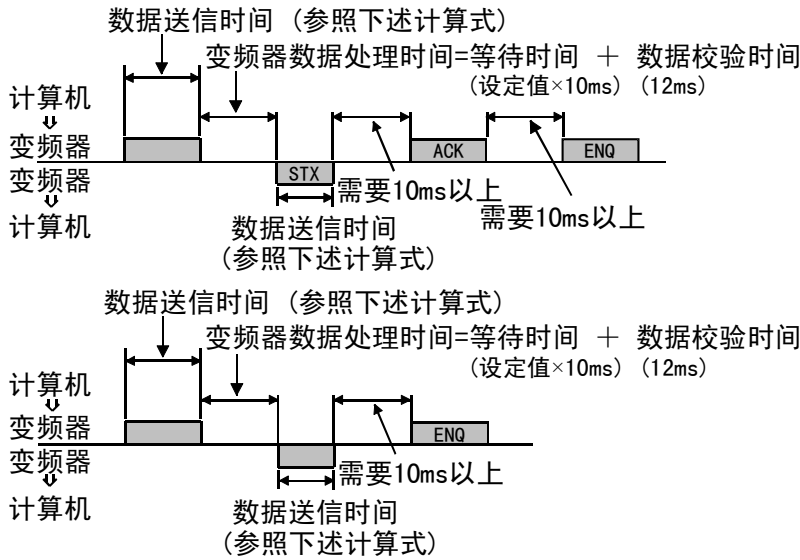 数据送信时间 (参照下述计算式)
变频器数据处理时间=等待时间 ＋ 数据校验时间
(设定值×10ms) (12ms)
计算机
⇓
变频器
变频器
⇓
计算机
ACK
ENQ
STX
需要10ms以上
需要10ms以上
数据送信时间
(参照下述计算式)
数据送信时间 (参照下述计算式)
变频器数据处理时间=等待时间 ＋ 数据校验时间
(设定值×10ms) (12ms)
计算机
⇓
变频器
变频器
⇓
计算机
ENQ
需要10ms以上
数据送信时间
(参照下述计算式)